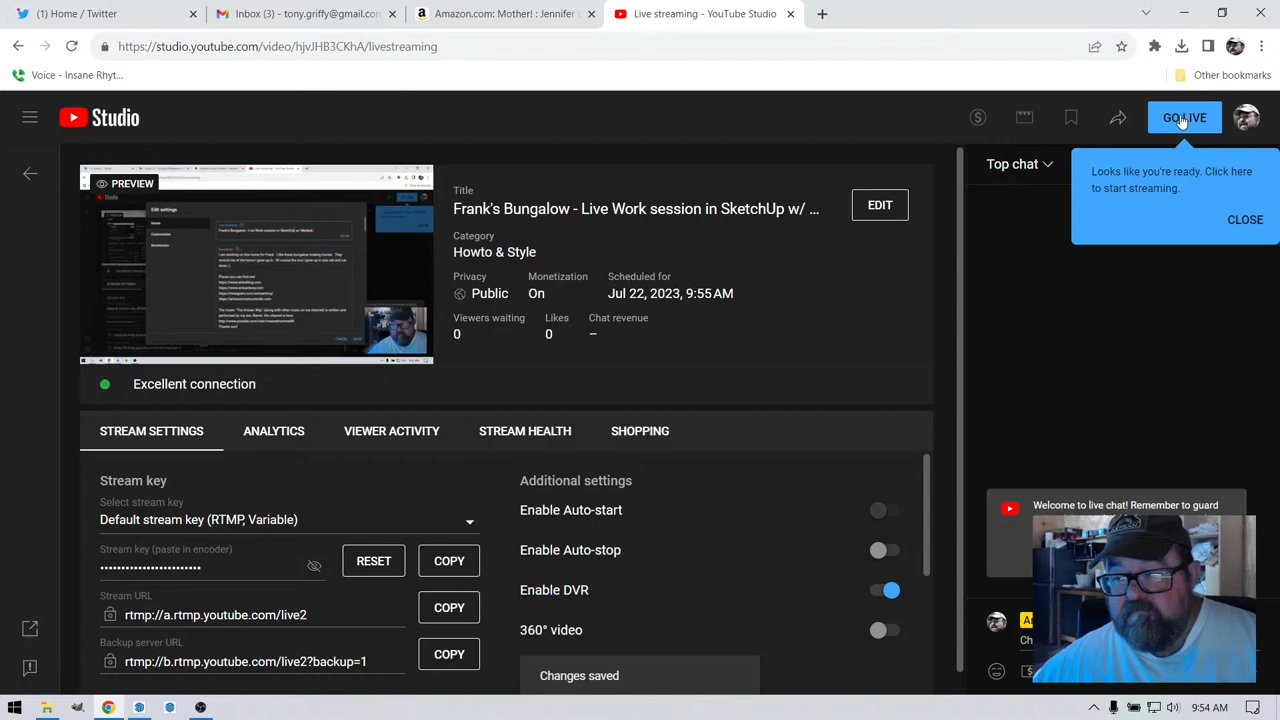 (1) Home / Twitter
Inbox (3) - tony.griffy@gmail.com
Amazon.com: Mother! : Jennifer L
Live streaming - YouTube Studio
https://studio.youtube.com/video/hjvJHB3CKhA/livestreaming
Voice - Insane Rhyt...
Other bookmarks
Studio
GO LIVE
PREVIEW
Title
Frank's Bungalow - Live Work session in SketchUp w/ ...
EDIT
Category
Howto & Style
Privacy
Monetization
Scheduled for
Public
On
Jul 22, 2023, 9:55 AM
Viewers waiting
Likes
Chat revenue
0
0
–
Top chat
Looks like you're ready. Click here
to start streaming.
CLOSE
Edit settings
Excellent connection
STREAM SETTINGS
ANALYTICS
VIEWER ACTIVITY
STREAM HEALTH
SHOPPING
Stream key
Select stream key
Default stream key (RTMP, Variable)
Stream key (paste in encoder)
RESET
COPY
Stream URL
rtmp://a.rtmp.youtube.com/live2
COPY
Backup server URL
rtmp://b.rtmp.youtube.com/live2?backup=1
COPY
Additional settings
Enable Auto-start
Enable Auto-stop
Enable DVR
360° video
Changes saved
Welcome to live chat! Remember to guard
9:54 AM